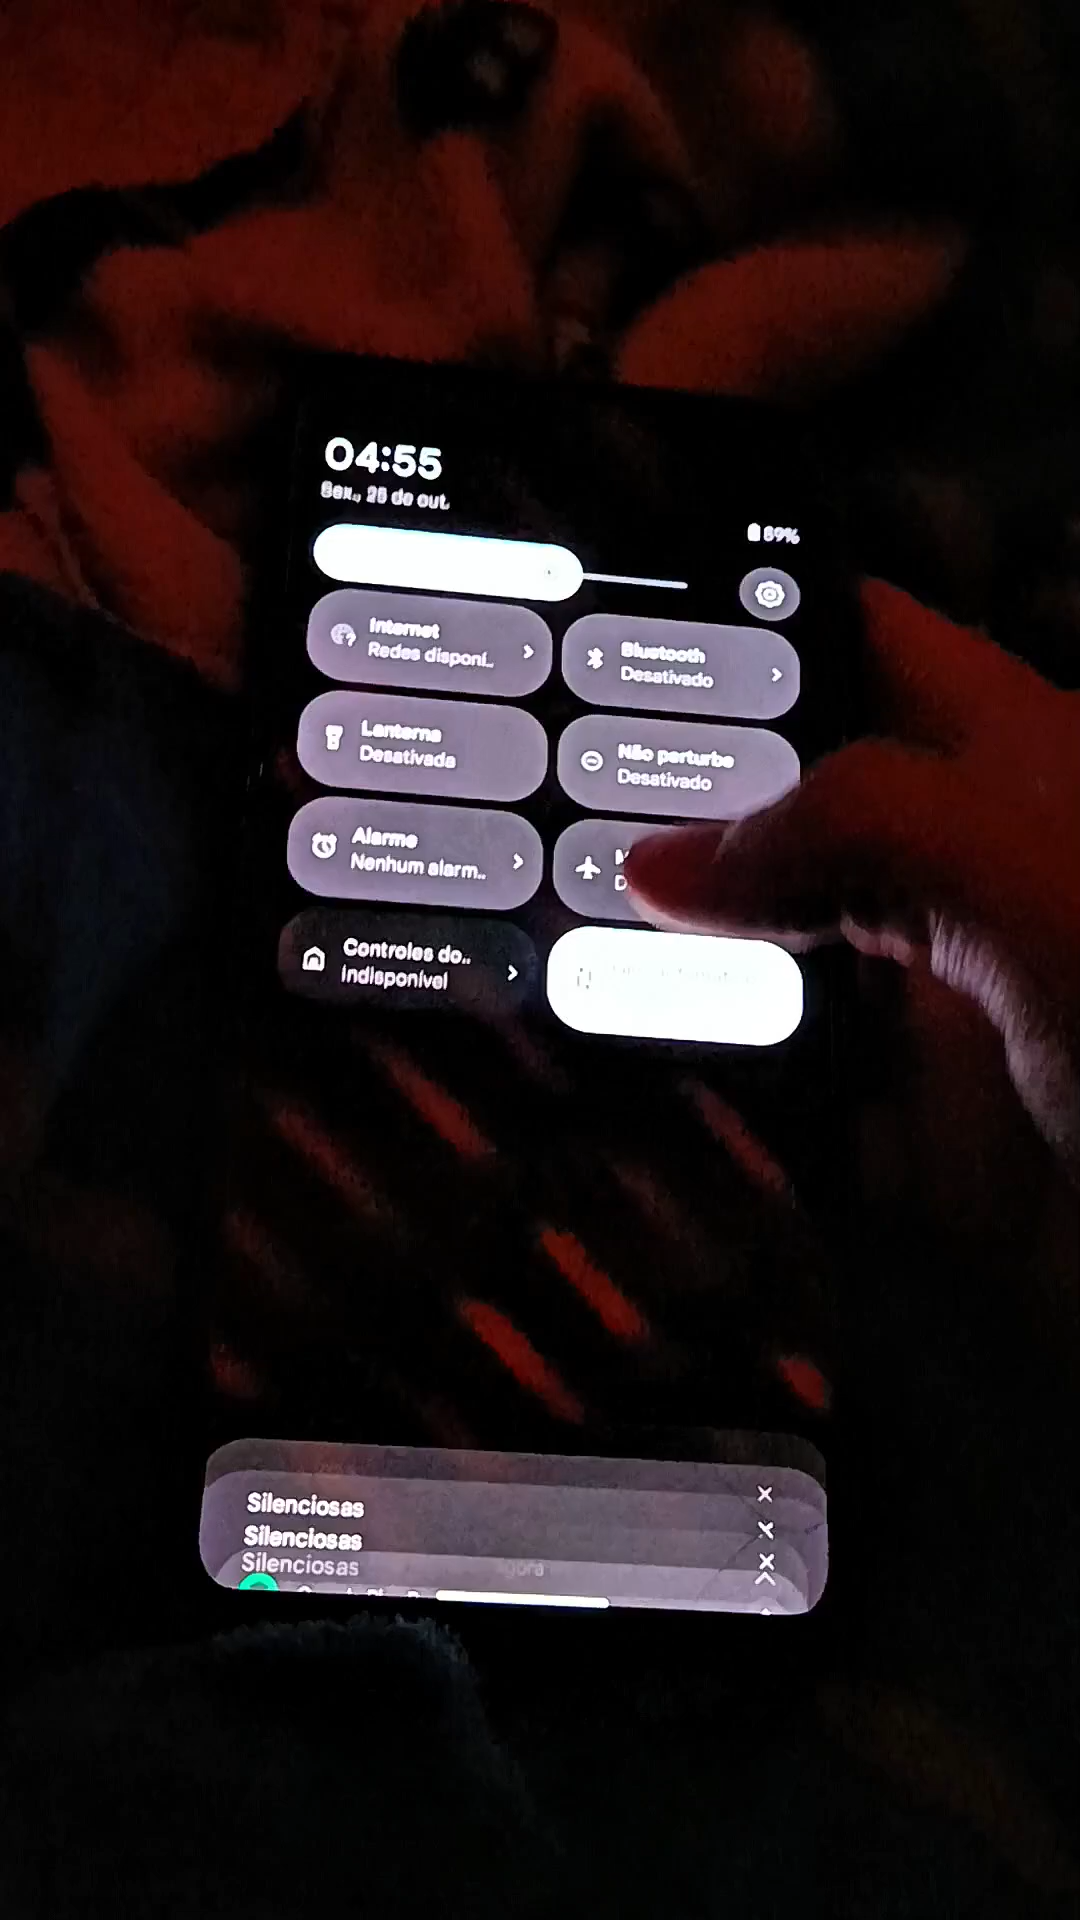 04:55
Sex., 25 de out.
89%
Internet
Redes disponí..
Bluetooth
Desativado
Lanterna
Desativada
Não perturbe
Desativado
Alarme
Nenhum alarm..
M
D
Controles do..
Indisponível
Silenciosas
Silenciosas
Silenciosas
agora